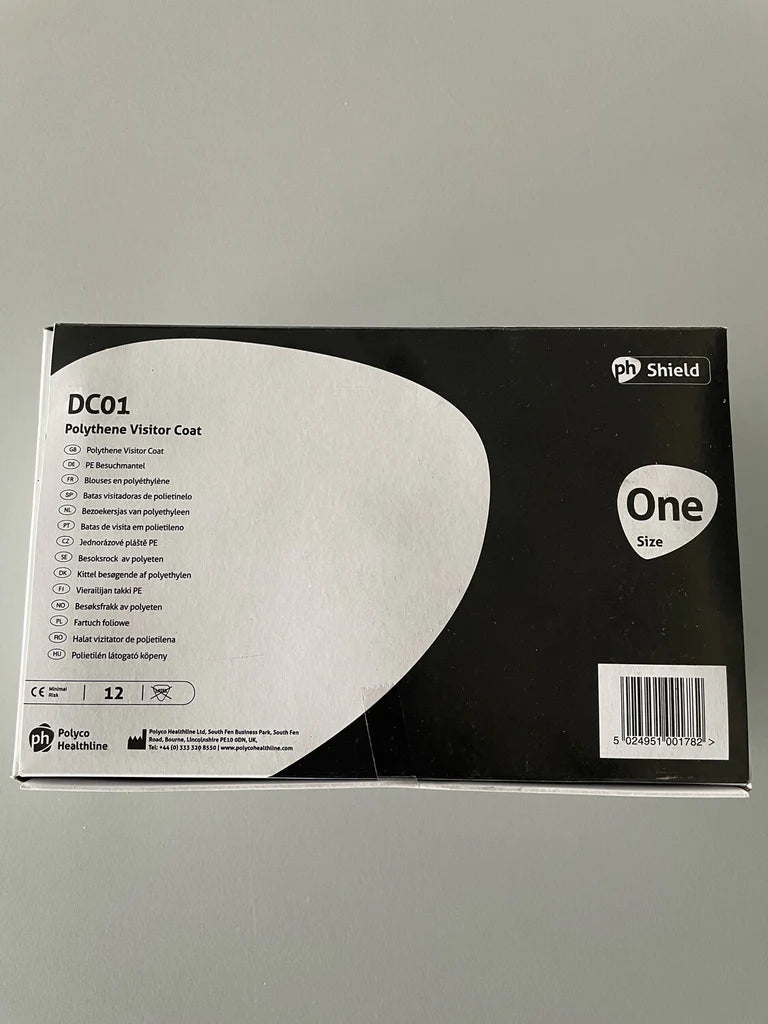 DC01
Polythene Visitor Coat
GB Polythene Visitor Coat
DE PE Besuchmantel
FR Blouses en polyéthylène
SP Batas visitadoras de polietinelo
NL Bezoekersjas van polyethyleen
PT Batas de visita em polietileno
CZ Jednorázové pláště PE
SE Besoksrock av polyeten
DK Kittel besøgende af polyethylen
FI Vierailijan takki PE
NO Besøksfrakk av polyeten
PL Fartuch foliowe
RO Halat vizitator de polietilena
HU Polietilén látogató köpeny
CE Minimal
Risk
12
LATEX
ph Polyco
Healthline
Polyco Healthline Ltd, South Fen Business Park, South Fen
Road, Bourne, Lincolnshire PE10 0DN, UK,
Tel: +44 (0) 333 320 8550 | www.polycohealthline.com
ph Shield
One
Size
5 024951 001782 >